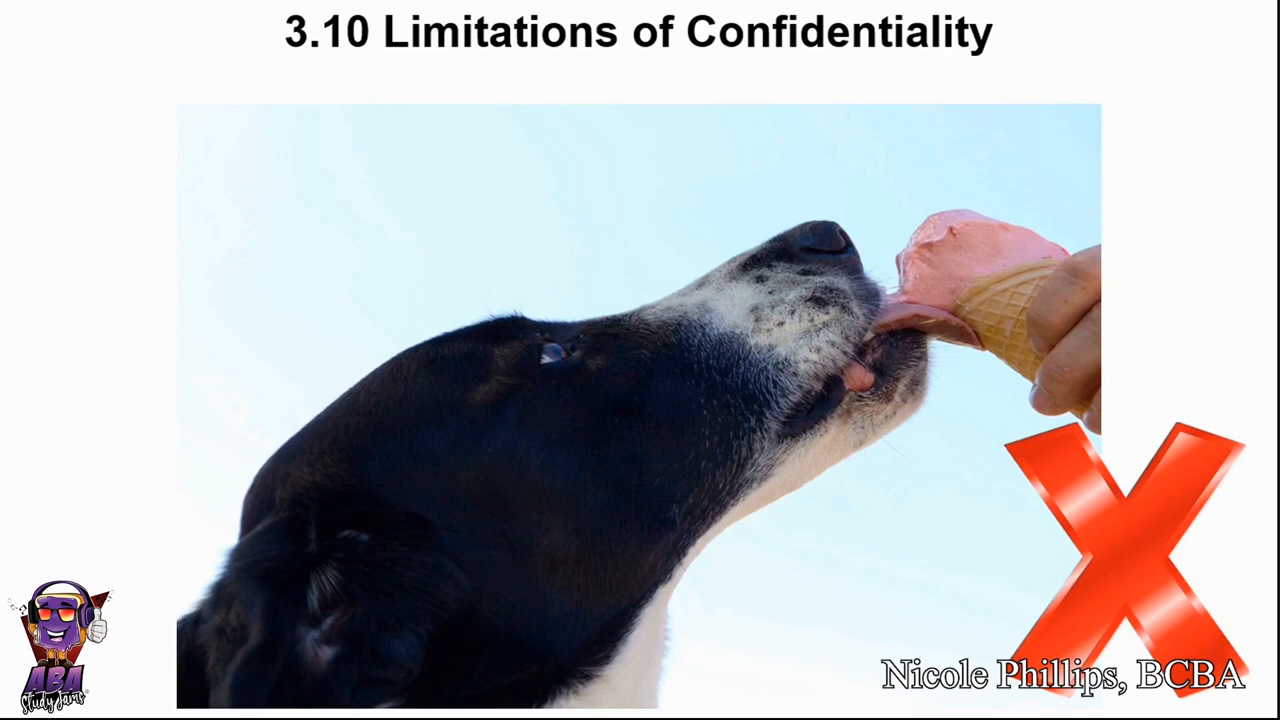 3.10 Limitations of Confidentiality
ABA
Study Jams
Nicole Phillips, BCBA